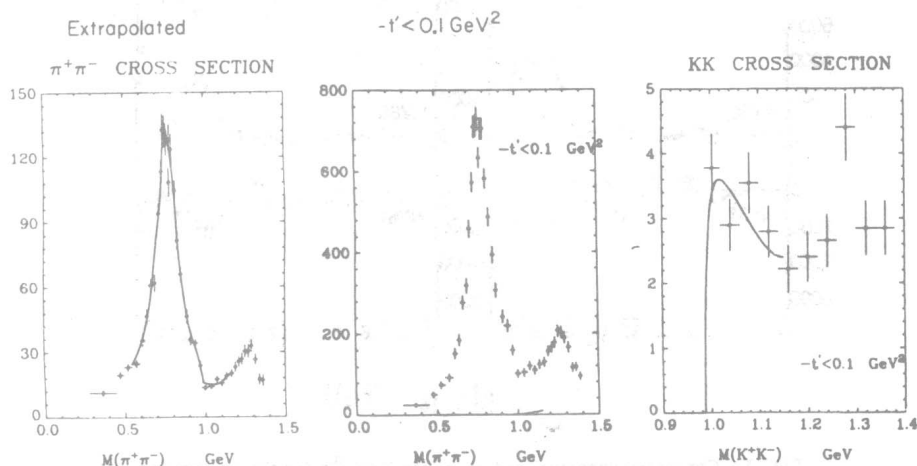 Extrapolated
π⁺π⁻ CROSS SECTION
150
120
90
60
30
0
0.0 0.5 1.0 1.5
M(π⁺π⁻) GeV
-t'<0.1 GeV²
800
600
400
200
0
-t'<0.1 GeV²
0.0 0.5 1.0 1.5
M(π⁺π⁻) GeV
KK CROSS SECTION
5
4
3
2
1
0
-t'<0.1 GeV²
0.9 1.0 1.1 1.2 1.3 1.4
M(K⁺K⁻) GeV